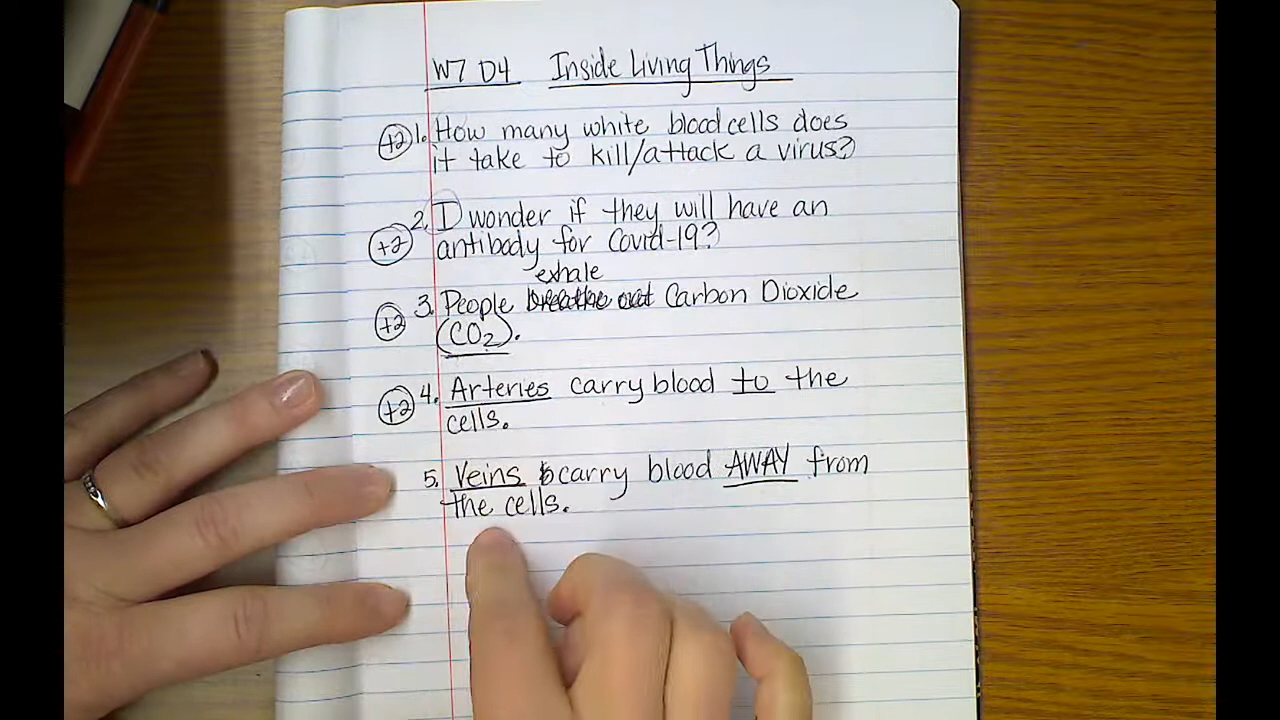 W7 D4 Inside Living Things
+2 1. How many white blood cells does
it take to kill/attack a virus?
+2 2. I wonder if they will have an
antibody for Covid-19?
exhale
+2 3. People breathe out Carbon Dioxide
(CO2).
+2 4. Arteries carry blood to the
cells.
5. Veins carry blood AWAY from
the cells.